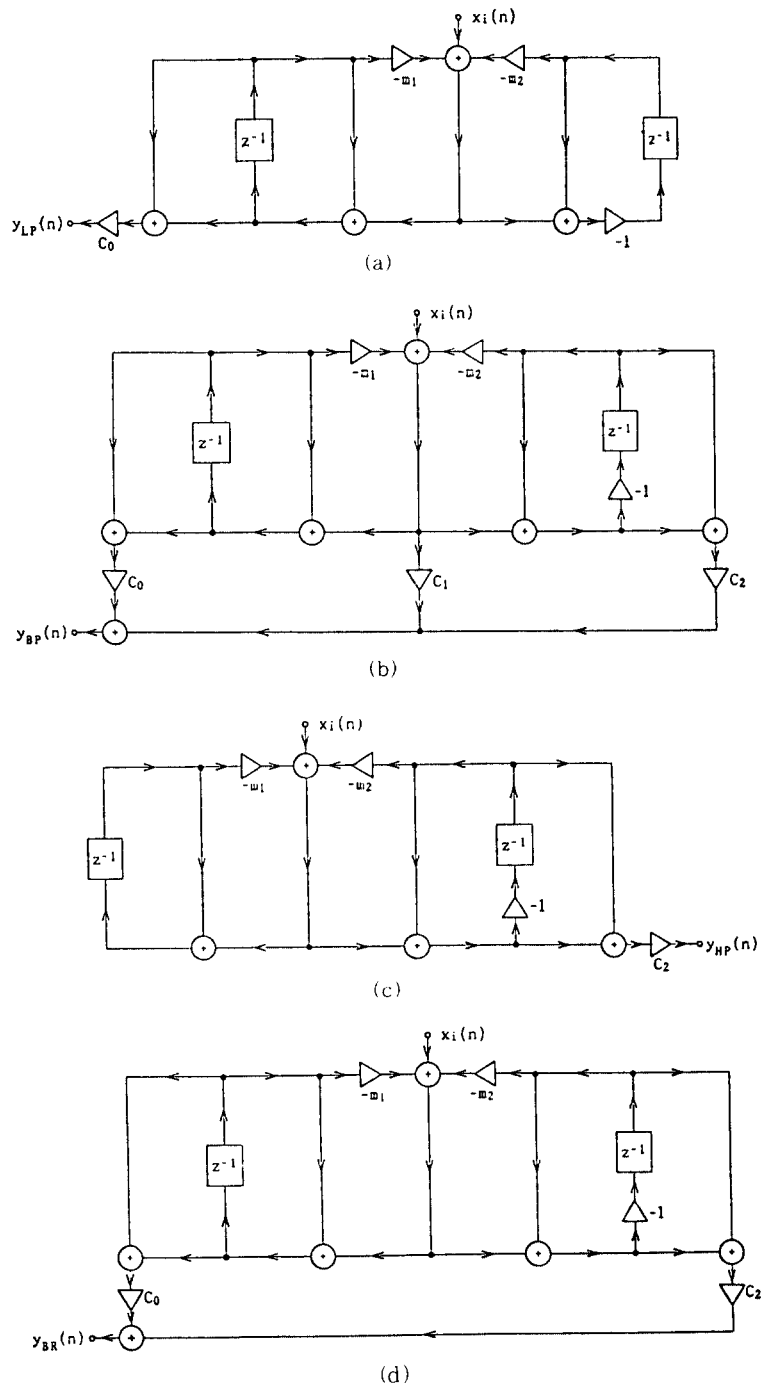 xi(n)
-m1 -m2
z⁻¹ z⁻¹
yLP(n) C0 -1
(a)
xi(n)
-m1 -m2
z⁻¹ z⁻¹
-1
C0 C1 C2
yBP(n)
(b)
xi(n)
-m1 -m2
z⁻¹ z⁻¹
-1
C2 yHP(n)
(c)
xi(n)
-m1 -m2
z⁻¹ z⁻¹
-1
C0 C2
yBR(n)
(d)